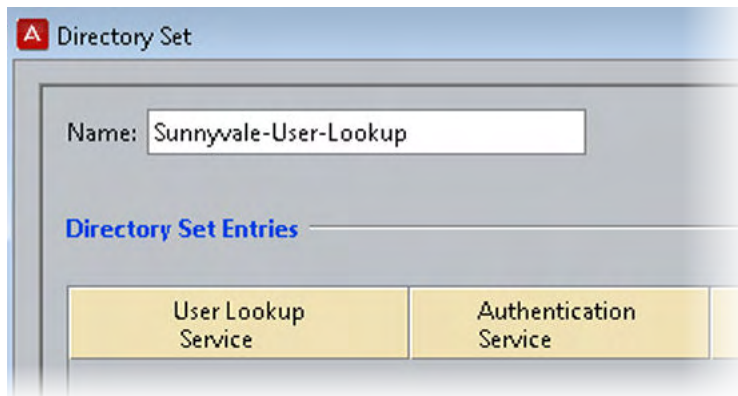 Directory Set
Name: Sunnyvale-User-Lookup
Directory Set Entries
User Lookup Service
Authentication Service